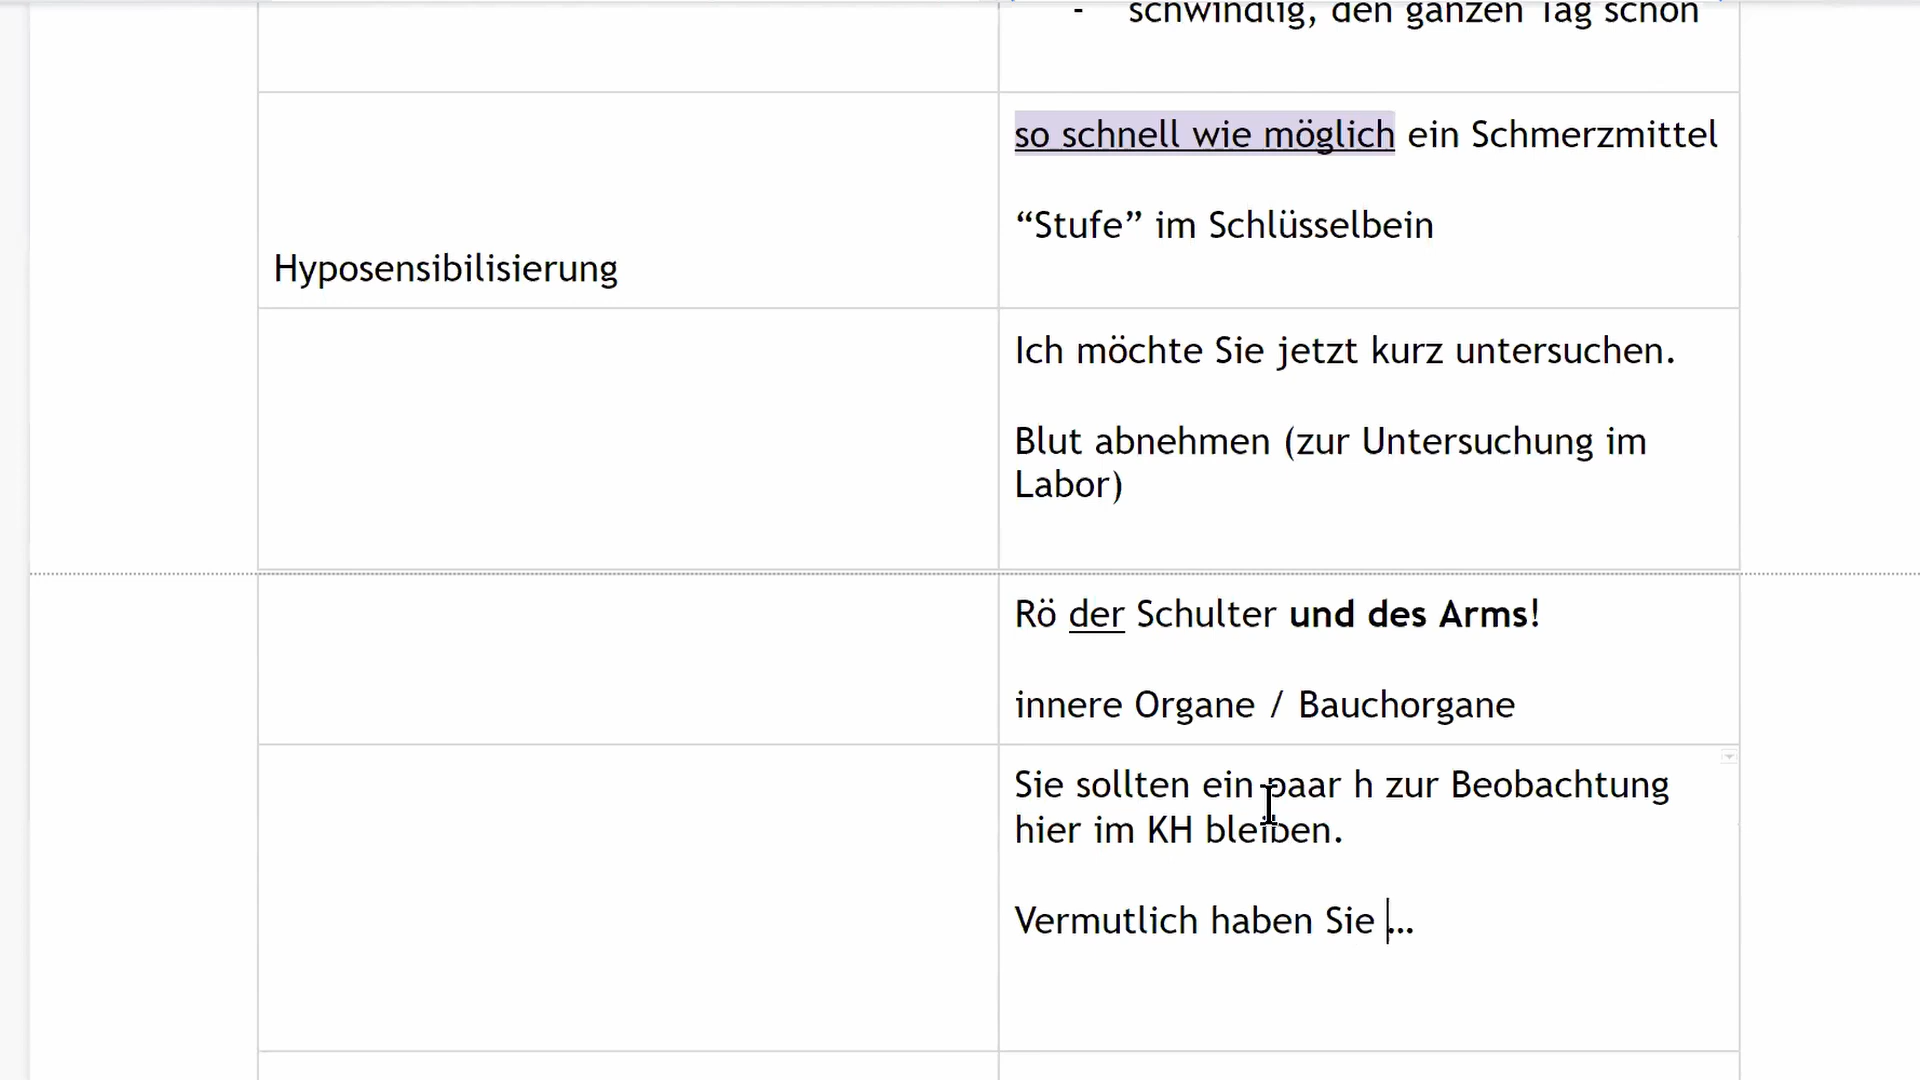 - schwindlig, den ganzen Tag schon
so schnell wie möglich ein Schmerzmittel
“Stufe” im Schlüsselbein
Hyposensibilisierung
Ich möchte Sie jetzt kurz untersuchen.
Blut abnehmen (zur Untersuchung im
Labor)
Rö der Schulter und des Arms!
innere Organe / Bauchorgane
Sie sollten ein paar h zur Beobachtung
hier im KH bleiben.
Vermutlich haben Sie ...